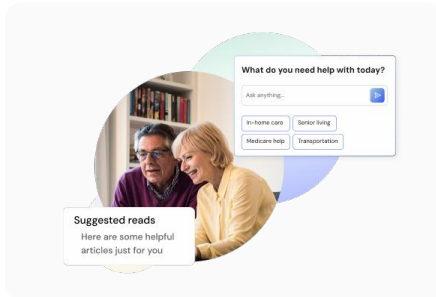 What do you need help with today?
Ask anything...
In-home care
Senior living
Medicare help
Transportation
Suggested reads
Here are some helpful
articles just for you